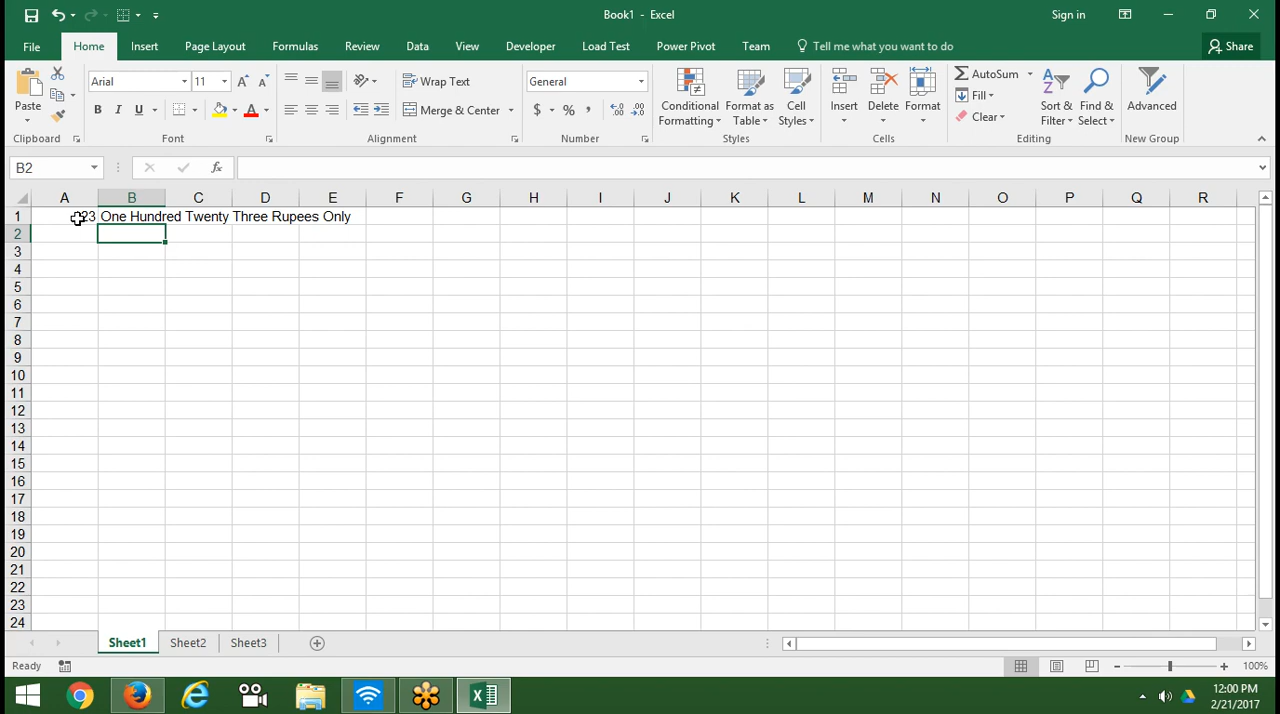 Book1 - Excel
Sign in
File Home Insert Page Layout Formulas Review Data View Developer Load Test Power Pivot Team Tell me what you want to do Share
Paste
Clipboard
Arial 11
B I U
Font
Wrap Text
Merge & Center
Alignment
General
$ % ,
Number
Conditional Formatting
Format as Table
Cell Styles
Styles
Insert Delete Format
Cells
AutoSum
Fill
Clear
Sort & Filter
Find & Select
Editing
Advanced
New Group
B2 fx
A B C D E F G H I J K L M N O P Q R
1 One Hundred Twenty Three Rupees Only
2
3
4
5
6
7
8
9
10
11
12
13
14
15
16
17
18
19
20
21
22
23
24
Sheet1 Sheet2 Sheet3
Ready 100%
12:00 PM
2/21/2017